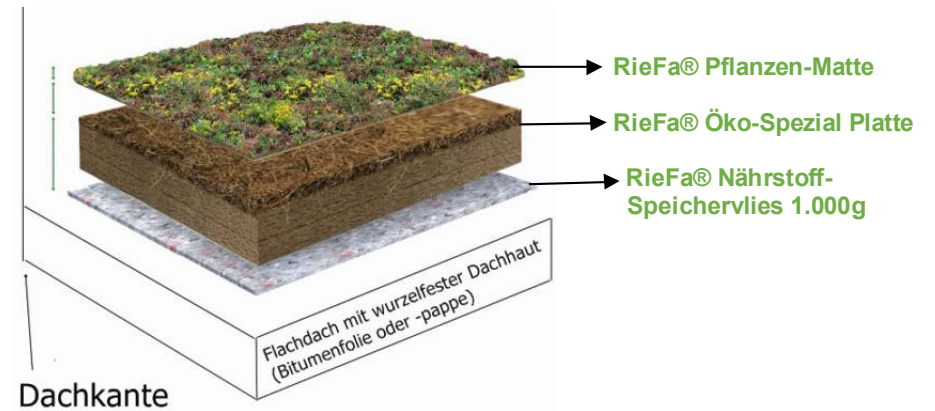 RieFa® Pflanzen-Matte
RieFa® Öko-Spezial Platte
RieFa® Nährstoff-
Speichervlies 1.000g
Flachdach mit wurzelfester Dachhaut
(Bitumenfolie oder -pappe)
Dachkante